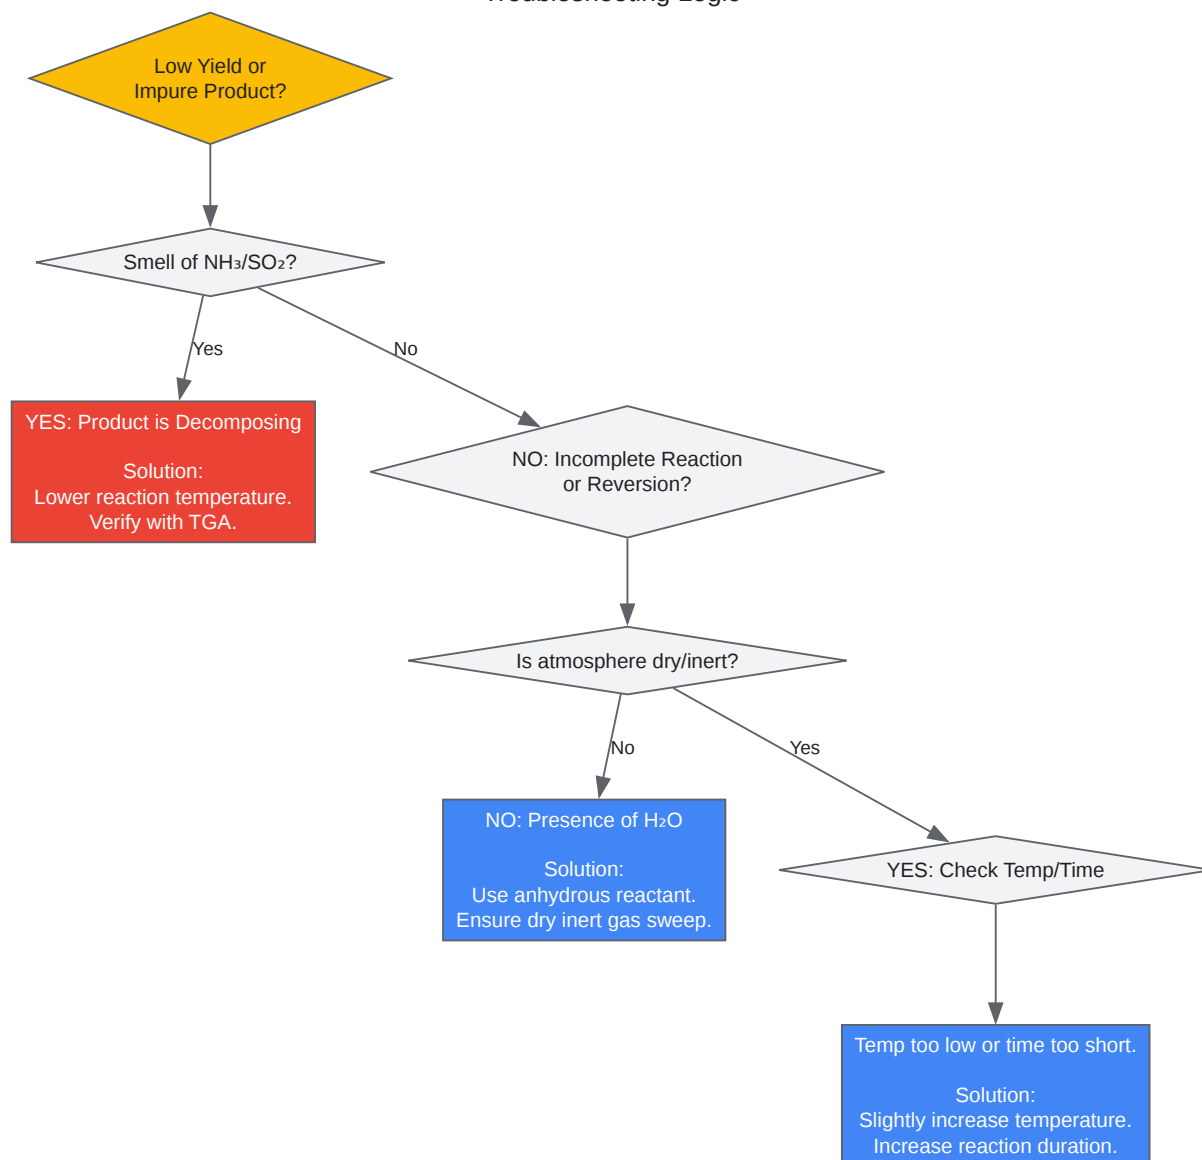 Troubleshooting Logic
Low Yield or
Impure Product?
Smell of NH₃/SO₂?
Yes
No
YES: Product is Decomposing
Solution:
Lower reaction temperature.
Verify with TGA.
NO: Incomplete Reaction
or Reversion?
Is atmosphere dry/inert?
No
Yes
NO: Presence of H₂O
Solution:
Use anhydrous reactant.
Ensure dry inert gas sweep.
YES: Check Temp/Time
Temp too low or time too short.
Solution:
Slightly increase temperature.
Increase reaction duration.